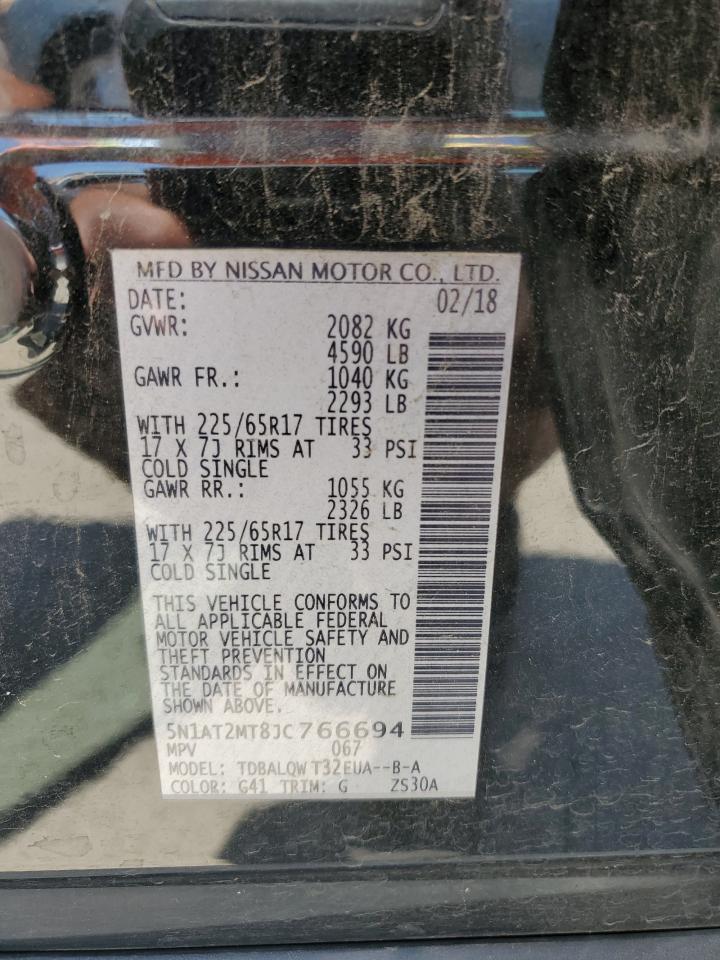 MFD BY NISSAN MOTOR CO., LTD.
DATE: 02/18
GVWR: 2082 KG
4590 LB
GAWR FR.: 1040 KG
2293 LB
WITH 225/65R17 TIRES
17 X 7J RIMS AT 33 PSI
COLD SINGLE
GAWR RR.: 1055 KG
2326 LB
WITH 225/65R17 TIRES
17 X 7J RIMS AT 33 PSI
COLD SINGLE
THIS VEHICLE CONFORMS TO
ALL APPLICABLE FEDERAL
MOTOR VEHICLE SAFETY AND
THEFT PREVENTION
STANDARDS IN EFFECT ON
THE DATE OF MANUFACTURE
SHOWN ABOVE.
5N1AT2MT8JC766694
MPV 067
MODEL: TDBALQW T32EUA--B-A
COLOR: G41 TRIM: G ZS30A